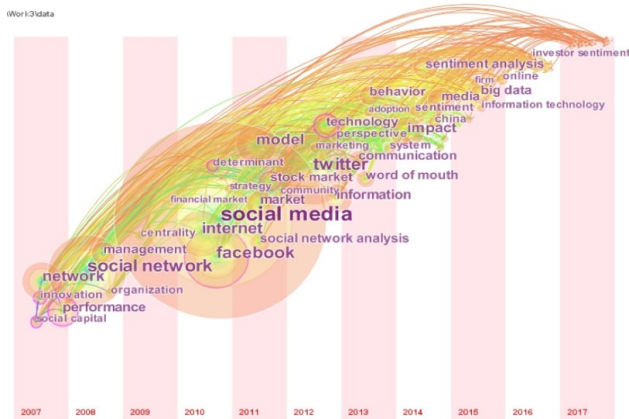 investor sentiment
sentiment analysis
firm online
behavior
big data
media
adoption sentiment
information technology
technology
china
perspective
impact
model
marketing
system
communication
determinant
twitter
stock market
word of mouth
strategy
community
information
financial market
market
social media
centrality
internet
social network analysis
management
facebook
social network
network
innovation
organization
performance
social capital
2007 2008 2009 2010 2011 2012 2013 2014 2015 2016 2017